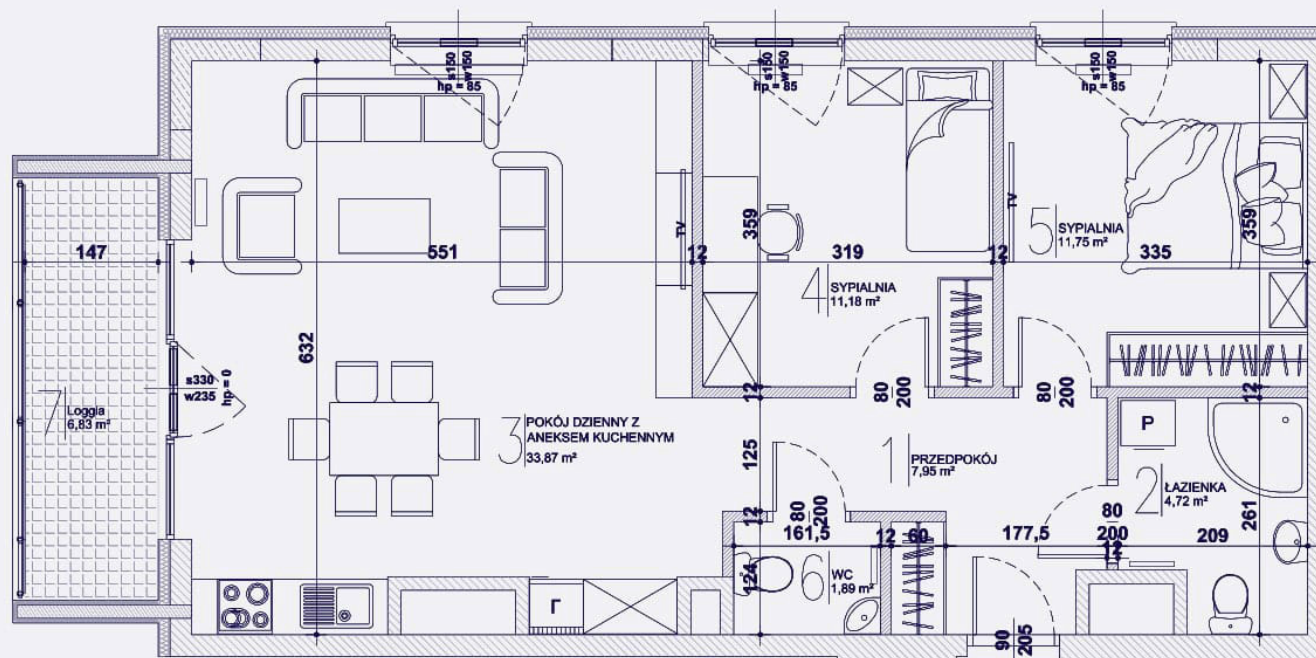 s150
w150
hp = 85
s150
w150
hp = 85
s150
w150
hp = 85
147
551
12
359
319
12
335
359
TV
TV
5
SYPIALNIA
11,75 m²
4
SYPIALNIA
11,18 m²
632
s330
w235
hp = 0
7
Loggia
6,83 m²
3
POKÓJ DZIENNY Z
ANEKSEM KUCHENNYM
33,87 m²
12
80
200
80
200
12
125
1
PRZEDPOKÓJ
7,95 m²
P
2
ŁAZIENKA
4,72 m²
261
12
80
200
161,5
12
60
177,5
80
200
12
209
124
6
WC
1,89 m²
Γ
90
205